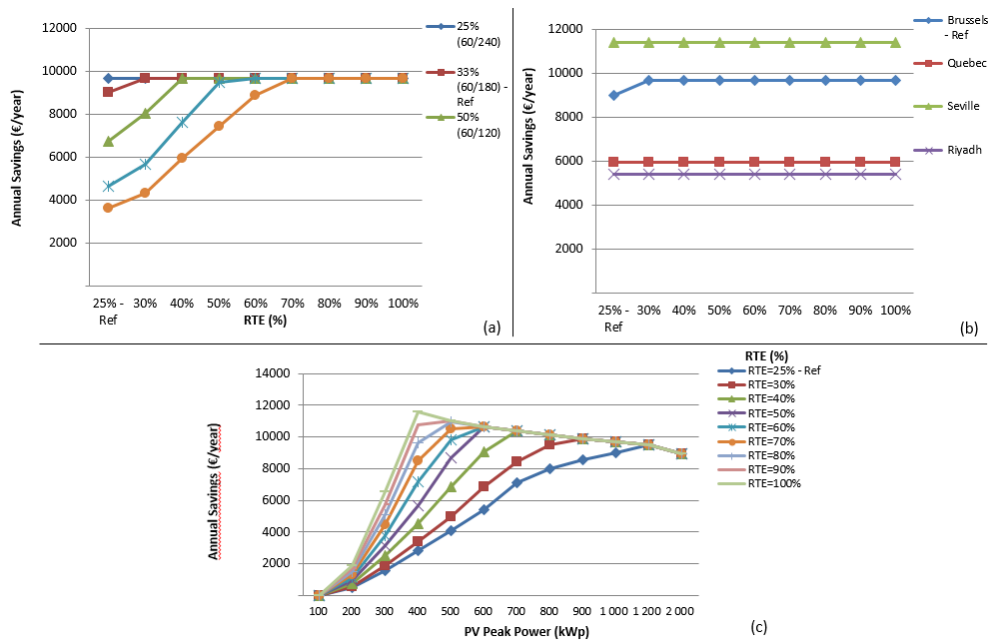 12000
10000
8000
6000
4000
2000
Annual Savings (€/year)
25% - Ref 30% 40% 50% 60% 70% 80% 90% 100%
RTE (%)
25%
(60/240)
33%
(60/180) -
Ref
50%
(60/120)
(a)
12000
10000
8000
6000
4000
2000
Annual Savings (€/year)
25% - Ref 30% 40% 50% 60% 70% 80% 90% 100%
Brussels
- Ref
Quebec
Seville
Riyadh
(b)
14000
12000
10000
8000
6000
4000
2000
0
Annual Savings (€/year)
100 200 300 400 500 600 700 800 900 1 000 1 200 2 000
PV Peak Power (kWp)
RTE (%)
RTE=25% - Ref
RTE=30%
RTE=40%
RTE=50%
RTE=60%
RTE=70%
RTE=80%
RTE=90%
RTE=100%
(c)